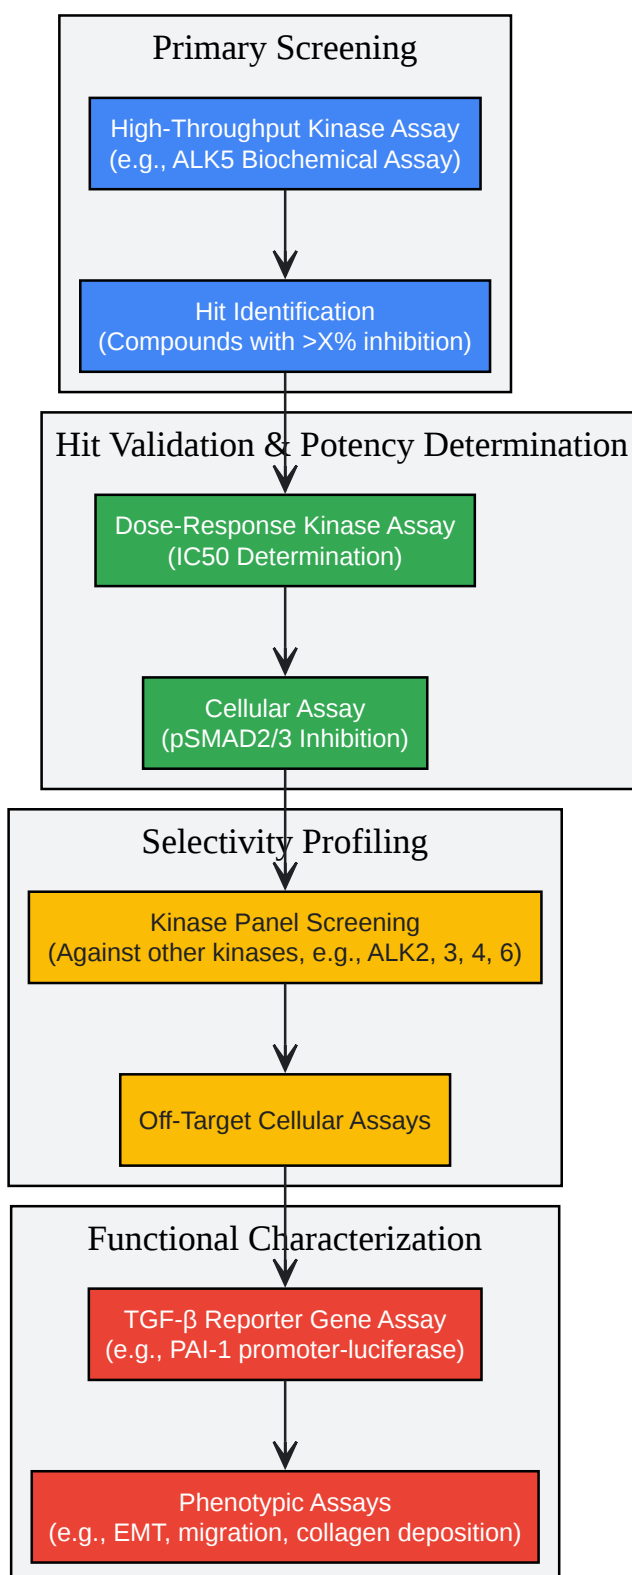 Primary Screening
High-Throughput Kinase Assay
(e.g., ALK5 Biochemical Assay)
Hit Identification
(Compounds with >X% inhibition)
Hit Validation & Potency Determination
Dose-Response Kinase Assay
(IC50 Determination)
Cellular Assay
(pSMAD2/3 Inhibition)
Selectivity Profiling
Kinase Panel Screening
(Against other kinases, e.g., ALK2, 3, 4, 6)
Off-Target Cellular Assays
Functional Characterization
TGF-β Reporter Gene Assay
(e.g., PAI-1 promoter-luciferase)
Phenotypic Assays
(e.g., EMT, migration, collagen deposition)